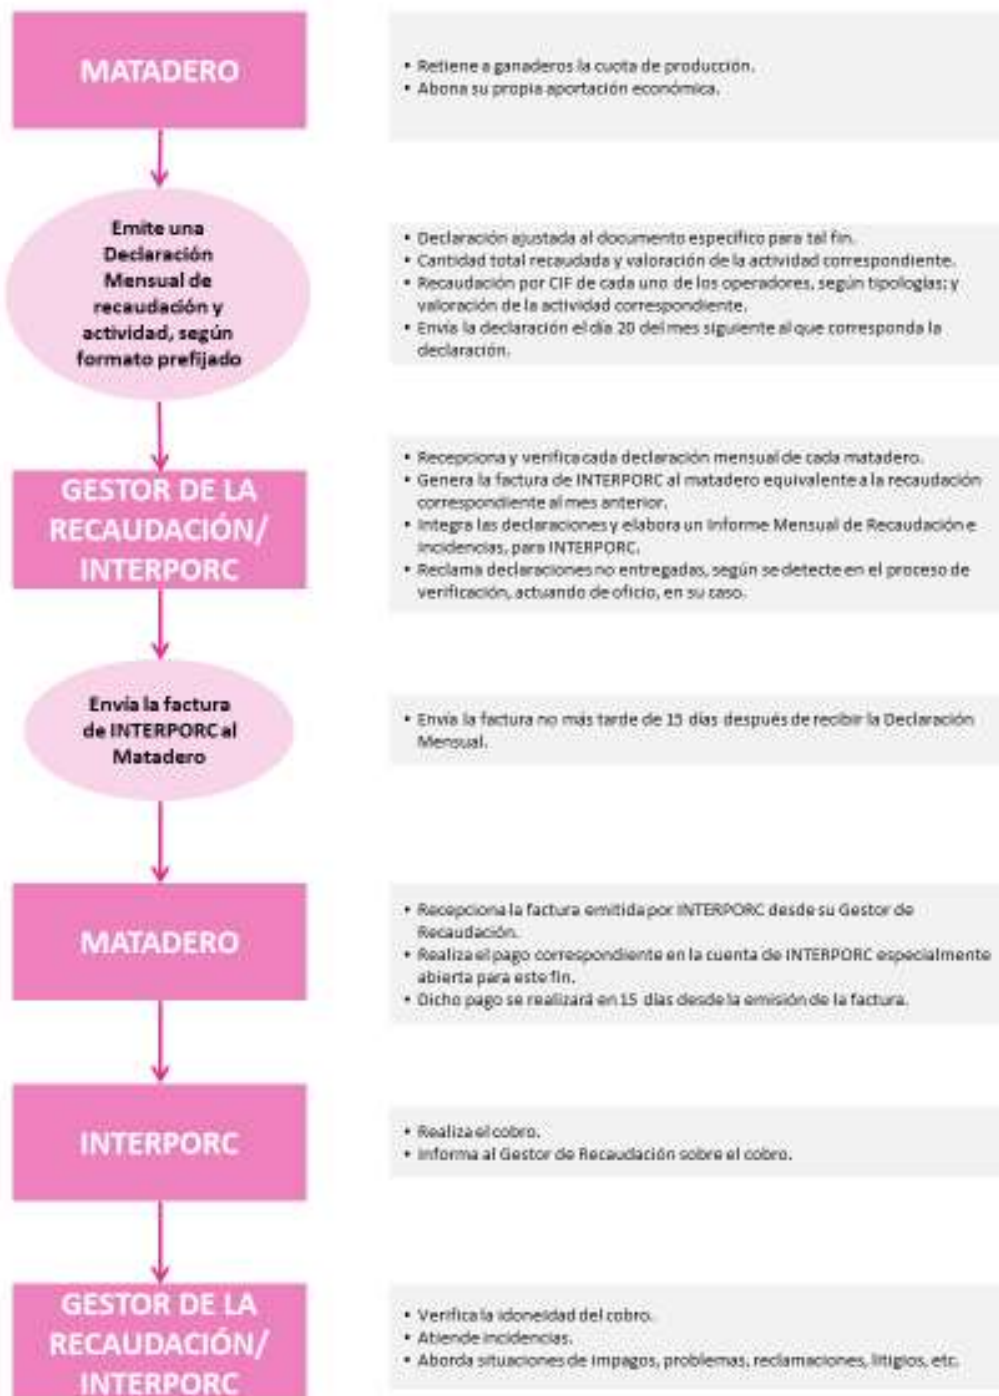 MATADERO
• Retiene a ganaderos la cuota de producción.
• Abona su propia aportación económica.
Emite una
Declaración
Mensual de
recaudación y
actividad, según
formato prefijado
• Declaración ajustada al documento específico para tal fin.
• Cantidad total recaudada y valoración de la actividad correspondiente.
• Recaudación por CIF de cada uno de los operadores, según tipologías; y
valoración de la actividad correspondiente.
• Envía la declaración el día 20 del mes siguiente al que corresponda la
declaración.
GESTOR DE LA
RECAUDACIÓN/
INTERPORC
• Recepciona y verifica cada declaración mensual de cada matadero.
• Genera la factura de INTERPORC al matadero equivalente a la recaudación
correspondiente al mes anterior.
• Integra las declaraciones y elabora un Informe Mensual de Recaudación e
Incidencias, para INTERPORC.
• Reclama declaraciones no entregadas, según se detecte en el proceso de
verificación, actuando de oficio, en su caso.
Envía la factura
de INTERPORC al
Matadero
• Envía la factura no más tarde de 15 días después de recibir la Declaración
Mensual.
MATADERO
• Recepciona la factura emitida por INTERPORC desde su Gestor de
Recaudación.
• Realiza el pago correspondiente en la cuenta de INTERPORC especialmente
abierta para este fin.
• Dicho pago se realizará en 15 días desde la emisión de la factura.
INTERPORC
• Realiza el cobro.
• Informa al Gestor de Recaudación sobre el cobro.
GESTOR DE LA
RECAUDACIÓN/
INTERPORC
• Verifica la idoneidad del cobro.
• Atiende incidencias.
• Aborda situaciones de impagos, problemas, reclamaciones, litigios, etc.